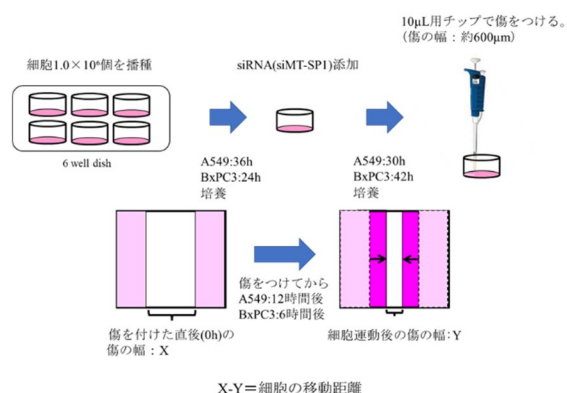 10μL用チップで傷をつける。
(傷の幅：約600μm)
細胞1.0×10⁶個を播種
siRNA(siMT-SP1)添加
6 well dish
A549:36h
BxPC3:24h
培養
A549:30h
BxPC3:42h
培養
傷をつけてから
A549:12時間後
BxPC3:6時間後
傷を付けた直後(0h)の
傷の幅：X
細胞運動後の傷の幅:Y
X-Y＝細胞の移動距離